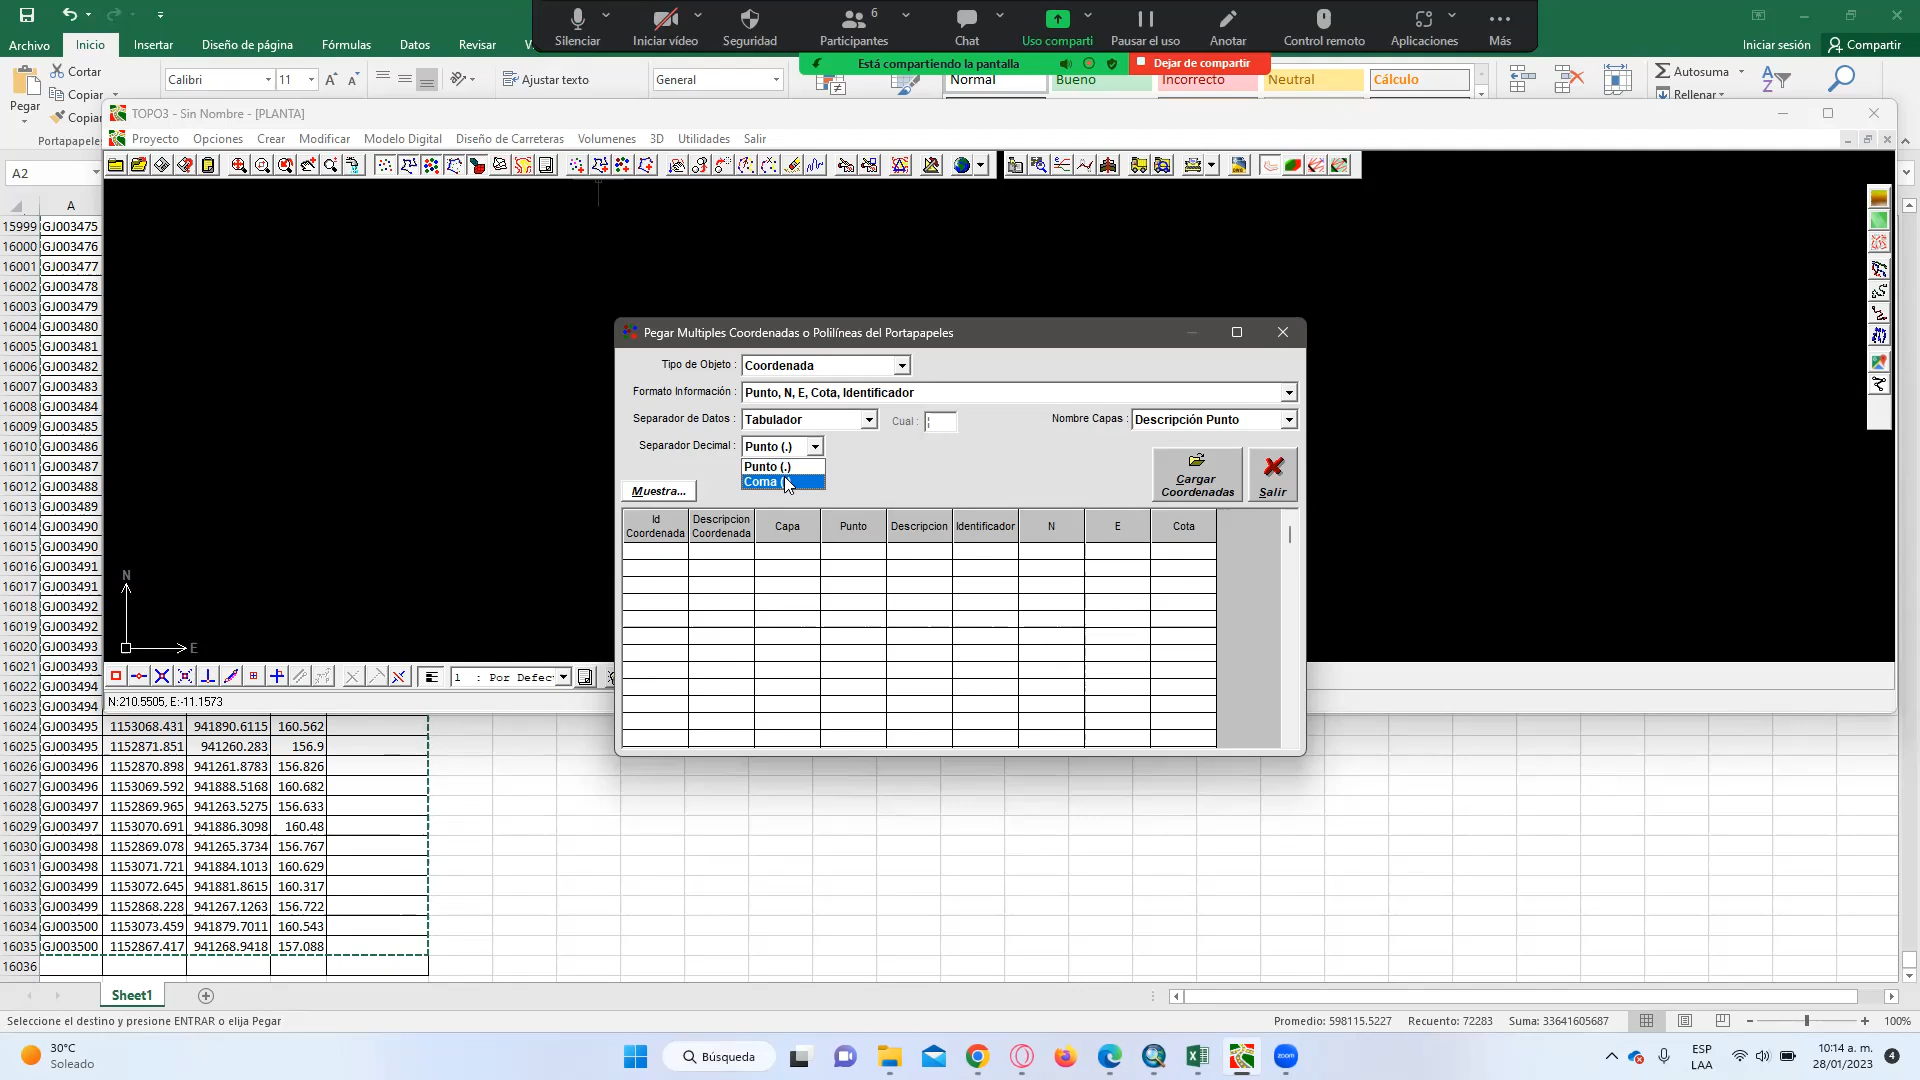 Silenciar
Iniciar vídeo
Seguridad
6
Participantes
Chat
Uso comparti
Pausar el uso
Anotar
Control remoto
Aplicaciones
Más
Está compartiendo la pantalla
Dejar de compartir
Archivo
Inicio
Insertar
Diseño de página
Fórmulas
Datos
Revisar
Iniciar sesión
Compartir
Pegar
Cortar
Copiar
Portapapeles
Calibri
11
Ajustar texto
General
Normal
Bueno
Incorrecto
Neutral
Cálculo
Autosuma
Rellenar
TOPO3 - Sin Nombre - [PLANTA]
Proyecto
Opciones
Crear
Modificar
Modelo Digital
Diseño de Carreteras
Volumenes
3D
Utilidades
Salir
A2
A
15999 GJ003475
16000 GJ003476
16001 GJ003477
16002 GJ003478
16003 GJ003479
16004 GJ003480
16005 GJ003481
16006 GJ003482
16007 GJ003483
16008 GJ003484
16009 GJ003485
16010 GJ003486
16011 GJ003487
16012 GJ003488
16013 GJ003489
16014 GJ003490
16015 GJ003490
16016 GJ003491
16017 GJ003491
16018 GJ003492
16019 GJ003492
16020 GJ003493
16021 GJ003493
16022 GJ003494
16023 GJ003494
16024 GJ003495 1153068.431 941890.6115 160.562
16025 GJ003495 1152871.851 941260.283 156.9
16026 GJ003496 1152870.898 941261.8783 156.826
16027 GJ003496 1153069.592 941888.5168 160.682
16028 GJ003497 1152869.965 941263.5275 156.633
16029 GJ003497 1153070.691 941886.3098 160.48
16030 GJ003498 1152869.078 941265.3734 156.767
16031 GJ003498 1153071.721 941884.1013 160.629
16032 GJ003499 1153072.645 941881.8615 160.317
16033 GJ003499 1152868.228 941267.1263 156.722
16034 GJ003500 1153073.459 941879.7011 160.543
16035 GJ003500 1152867.417 941268.9418 157.088
16036
N
E
1 : Por Defec
N:210.5505, E:-11.1573
Pegar Multiples Coordenadas o Polilíneas del Portapapeles
Tipo de Objeto : Coordenada
Formato Información : Punto, N, E, Cota, Identificador
Separador de Datos : Tabulador
Cual : ¦
Nombre Capas : Descripción Punto
Separador Decimal : Punto (.)
Punto (.)
Coma (
Muestra...
Cargar
Coordenadas
Salir
Id Coordenada
Descripcion Coordenada
Capa
Punto
Descripcion
Identificador
N
E
Cota
Sheet1
Seleccione el destino y presione ENTRAR o elija Pegar
Promedio: 598115.5227
Recuento: 72283
Suma: 33641605687
100%
30°C
Soleado
Búsqueda
zoom
ESP
LAA
10:14 a. m.
28/01/2023
4